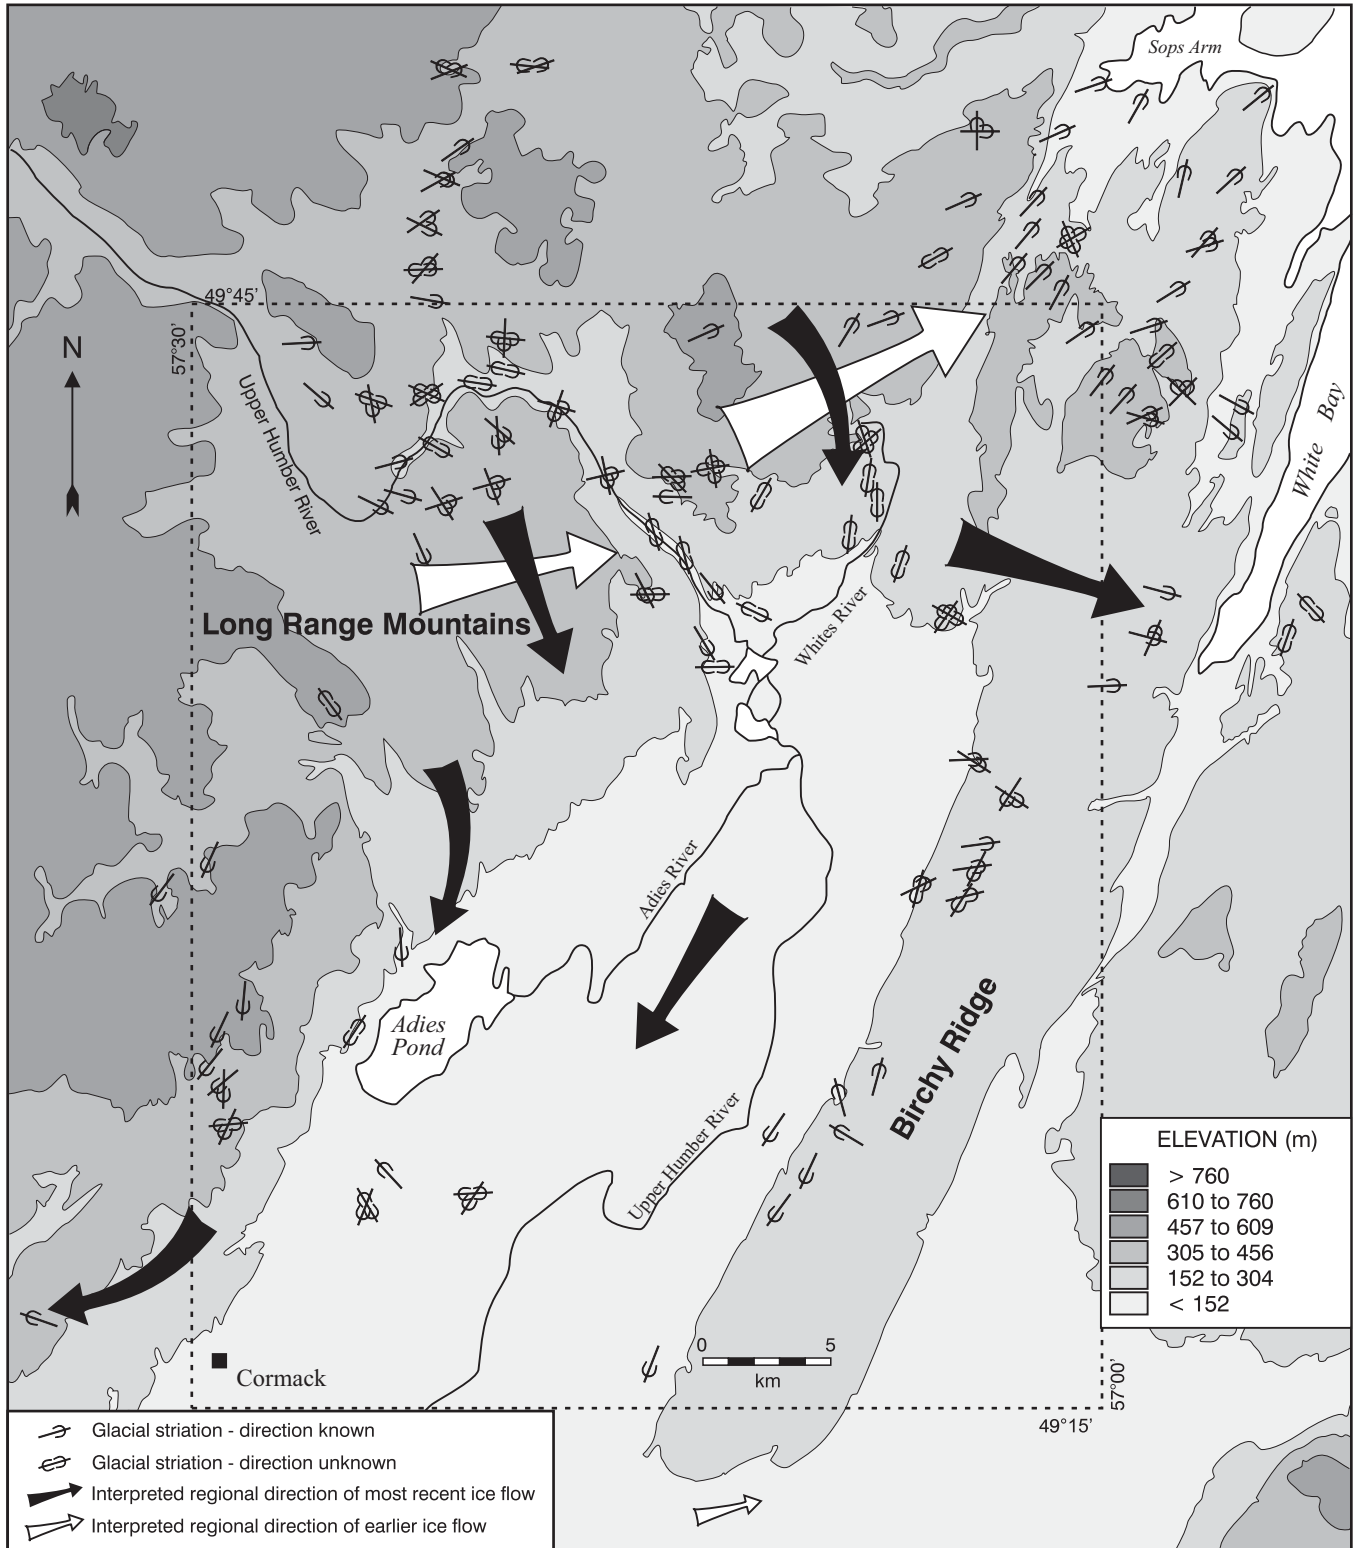 Sops Arm
49°45'
57°30'
N
Upper Humber River
White Bay
Whites River
Long Range Mountains
Adies River
Adies
Pond
Birchy Ridge
Upper Humber River
ELEVATION (m)
> 760
610 to 760
457 to 609
305 to 456
152 to 304
< 152
0 5
km
Cormack
57°00'
49°15'
Glacial striation - direction known
Glacial striation - direction unknown
Interpreted regional direction of most recent ice flow
Interpreted regional direction of earlier ice flow